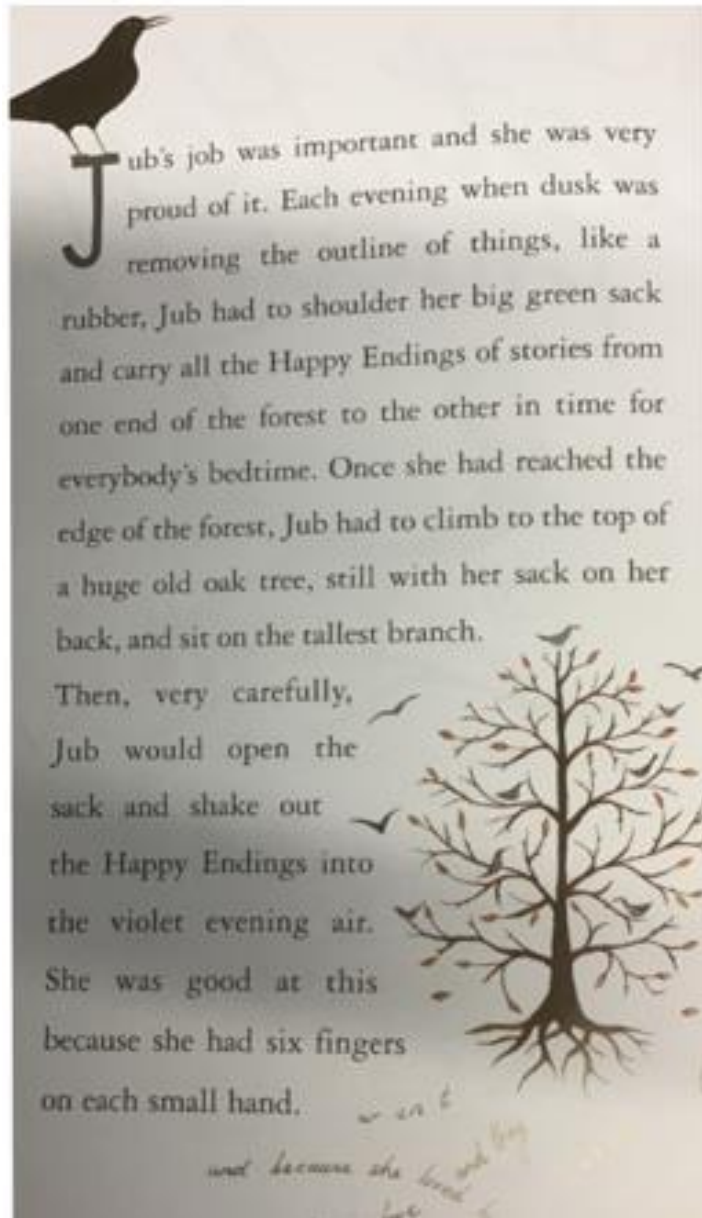 Jub's job was important and she was very
proud of it. Each evening when dusk was
removing the outline of things, like a
rubber, Jub had to shoulder her big green sack
and carry all the Happy Endings of stories from
one end of the forest to the other in time for
everybody's bedtime. Once she had reached the
edge of the forest, Jub had to climb to the top of
a huge old oak tree, still with her sack on her
back, and sit on the tallest branch.
Then, very carefully,
Jub would open the
sack and shake out
the Happy Endings into
the violet evening air.
She was good at this
because she had six fingers
on each small hand.
and because she loved